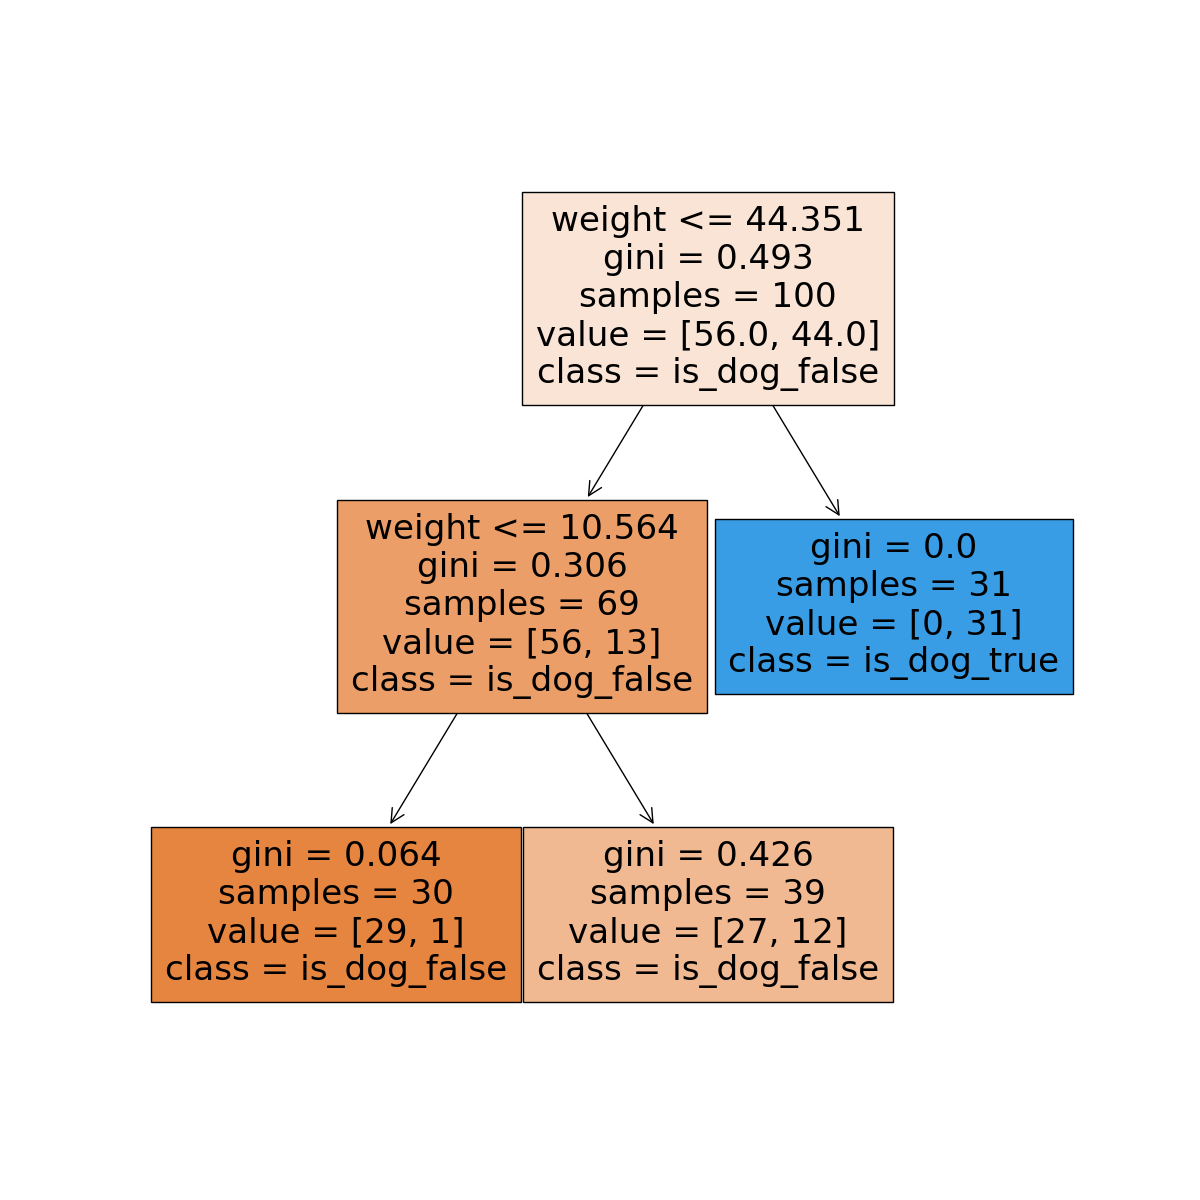 weight <= 44.351
gini = 0.493
samples = 100
value = [56.0, 44.0]
class = is_dog_false
weight <= 10.564
gini = 0.306
samples = 69
value = [56, 13]
class = is_dog_false
gini = 0.0
samples = 31
value = [0, 31]
class = is_dog_true
gini = 0.064
samples = 30
value = [29, 1]
class = is_dog_false
gini = 0.426
samples = 39
value = [27, 12]
class = is_dog_false